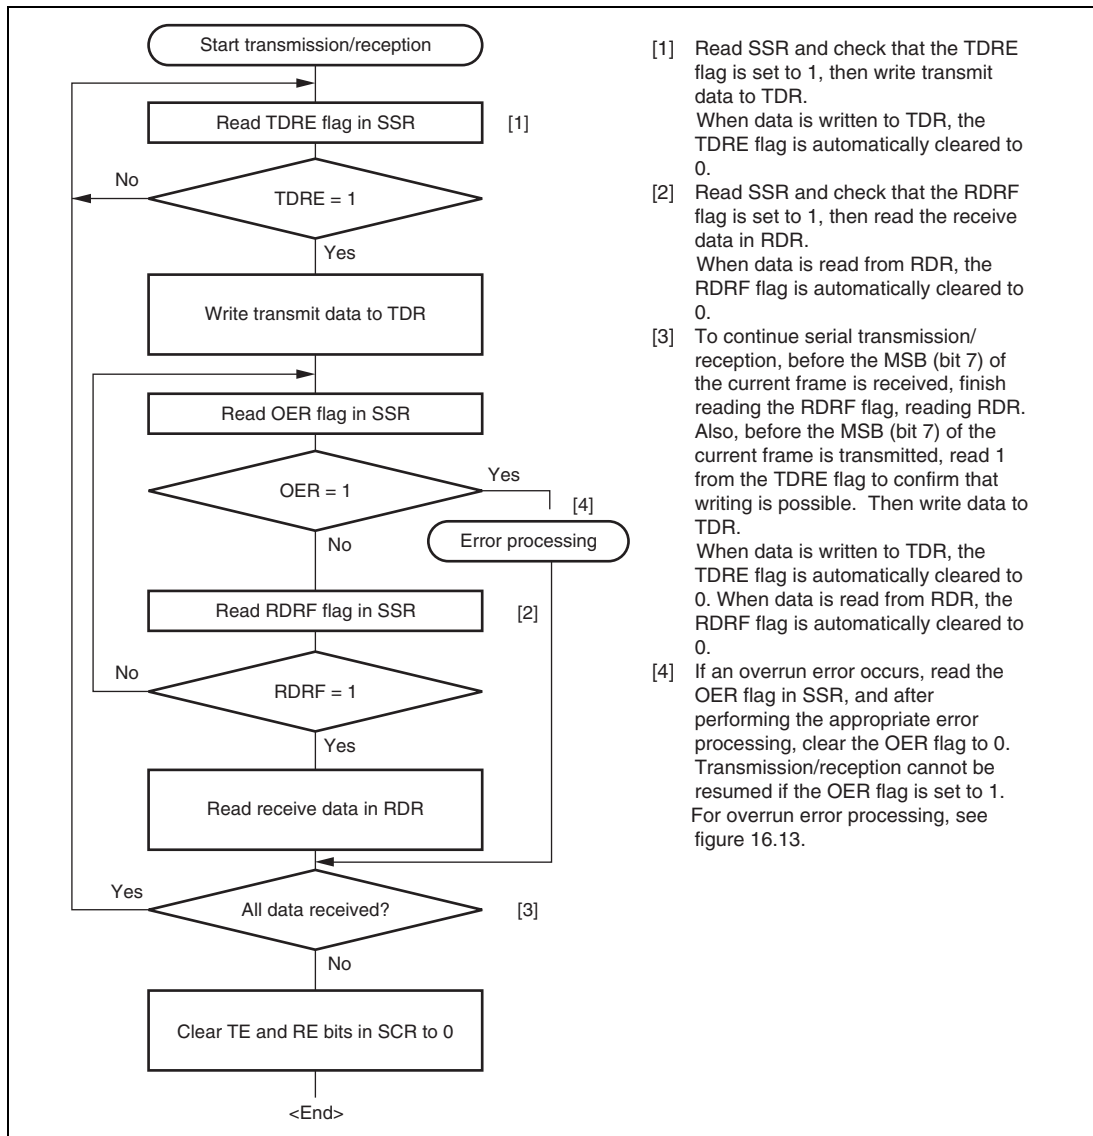 Start transmission/reception
Read TDRE flag in SSR
[1]
No
TDRE = 1
Yes
Write transmit data to TDR
Read OER flag in SSR
Yes
OER = 1
[4]
No
Error processing
Read RDRF flag in SSR
[2]
No
RDRF = 1
Yes
Read receive data in RDR
Yes
All data received?
[3]
No
Clear TE and RE bits in SCR to 0
<End>
[1] Read SSR and check that the TDRE
flag is set to 1, then write transmit
data to TDR.
When data is written to TDR, the
TDRE flag is automatically cleared to
0.
[2] Read SSR and check that the RDRF
flag is set to 1, then read the receive
data in RDR.
When data is read from RDR, the
RDRF flag is automatically cleared to
0.
[3] To continue serial transmission/
reception, before the MSB (bit 7) of
the current frame is received, finish
reading the RDRF flag, reading RDR.
Also, before the MSB (bit 7) of the
current frame is transmitted, read 1
from the TDRE flag to confirm that
writing is possible. Then write data to
TDR.
When data is written to TDR, the
TDRE flag is automatically cleared to
0. When data is read from RDR, the
RDRF flag is automatically cleared to
0.
[4] If an overrun error occurs, read the
OER flag in SSR, and after
performing the appropriate error
processing, clear the OER flag to 0.
Transmission/reception cannot be
resumed if the OER flag is set to 1.
For overrun error processing, see
figure 16.13.